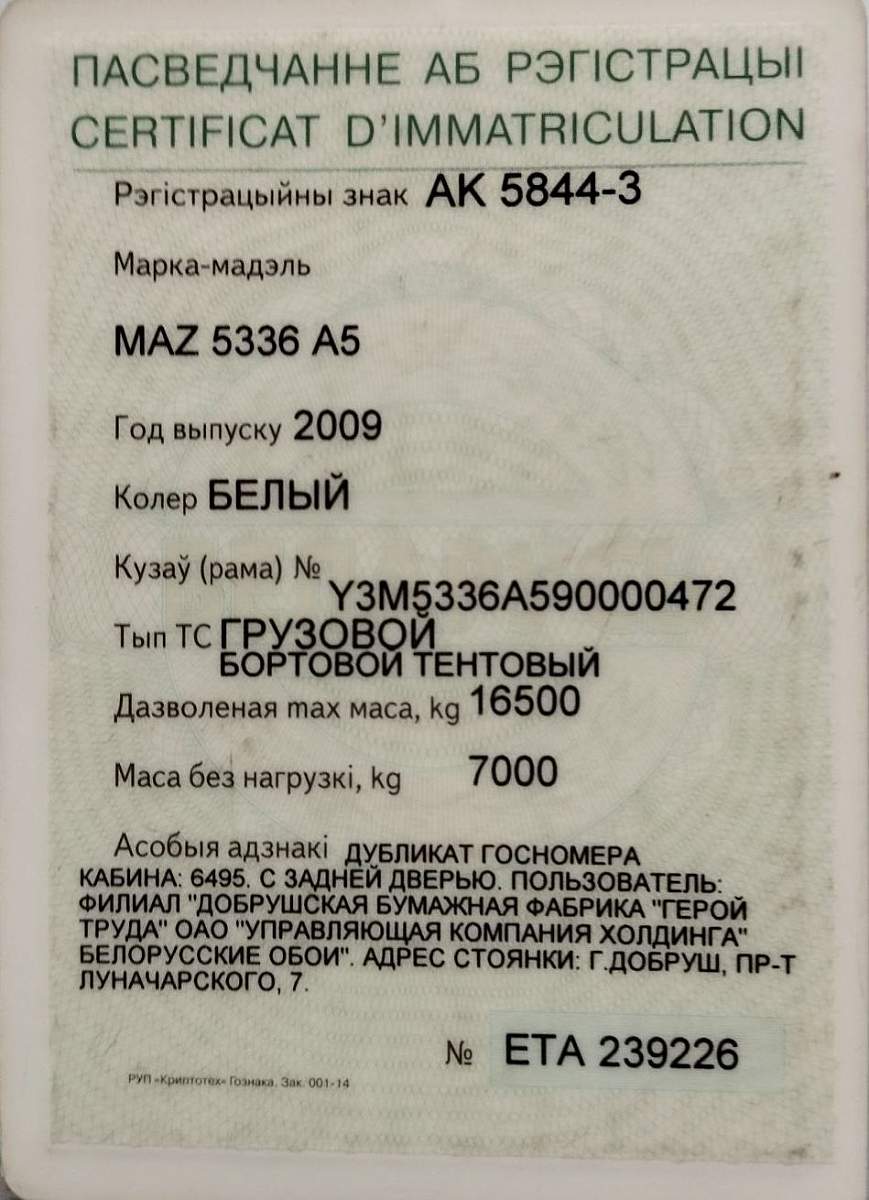 ПАСВЕДЧАННЕ АБ РЭГІСТРАЦЫІ
CERTIFICAT D'IMMATRICULATION
Рэгістрацыйны знак AK 5844-3
Марка-мадэль
MAZ 5336 A5
Год выпуску 2009
Колер БЕЛЫЙ
Кузаў (рама) №
Y3M5336A590000472
Тып ТС ГРУЗОВОЙ
БОРТОВОЙ ТЕНТОВЫЙ
Дазволеная max маса, kg 16500
Маса без нагрузкі, kg 7000
Асобыя адзнакі ДУБЛИКАТ ГОСНОМЕРА
КАБИНА: 6495. С ЗАДНЕЙ ДВЕРЬЮ. ПОЛЬЗОВАТЕЛЬ:
ФИЛИАЛ "ДОБРУШСКАЯ БУМАЖНАЯ ФАБРИКА "ГЕРОЙ
ТРУДА" ОАО "УПРАВЛЯЮЩАЯ КОМПАНИЯ ХОЛДИНГА"
БЕЛОРУССКИЕ ОБОИ". АДРЕС СТОЯНКИ: Г.ДОБРУШ, ПР-Т
ЛУНАЧАРСКОГО, 7.
№ ETA 239226
РУП «Криптотех» Гознака. Зак. 001-14